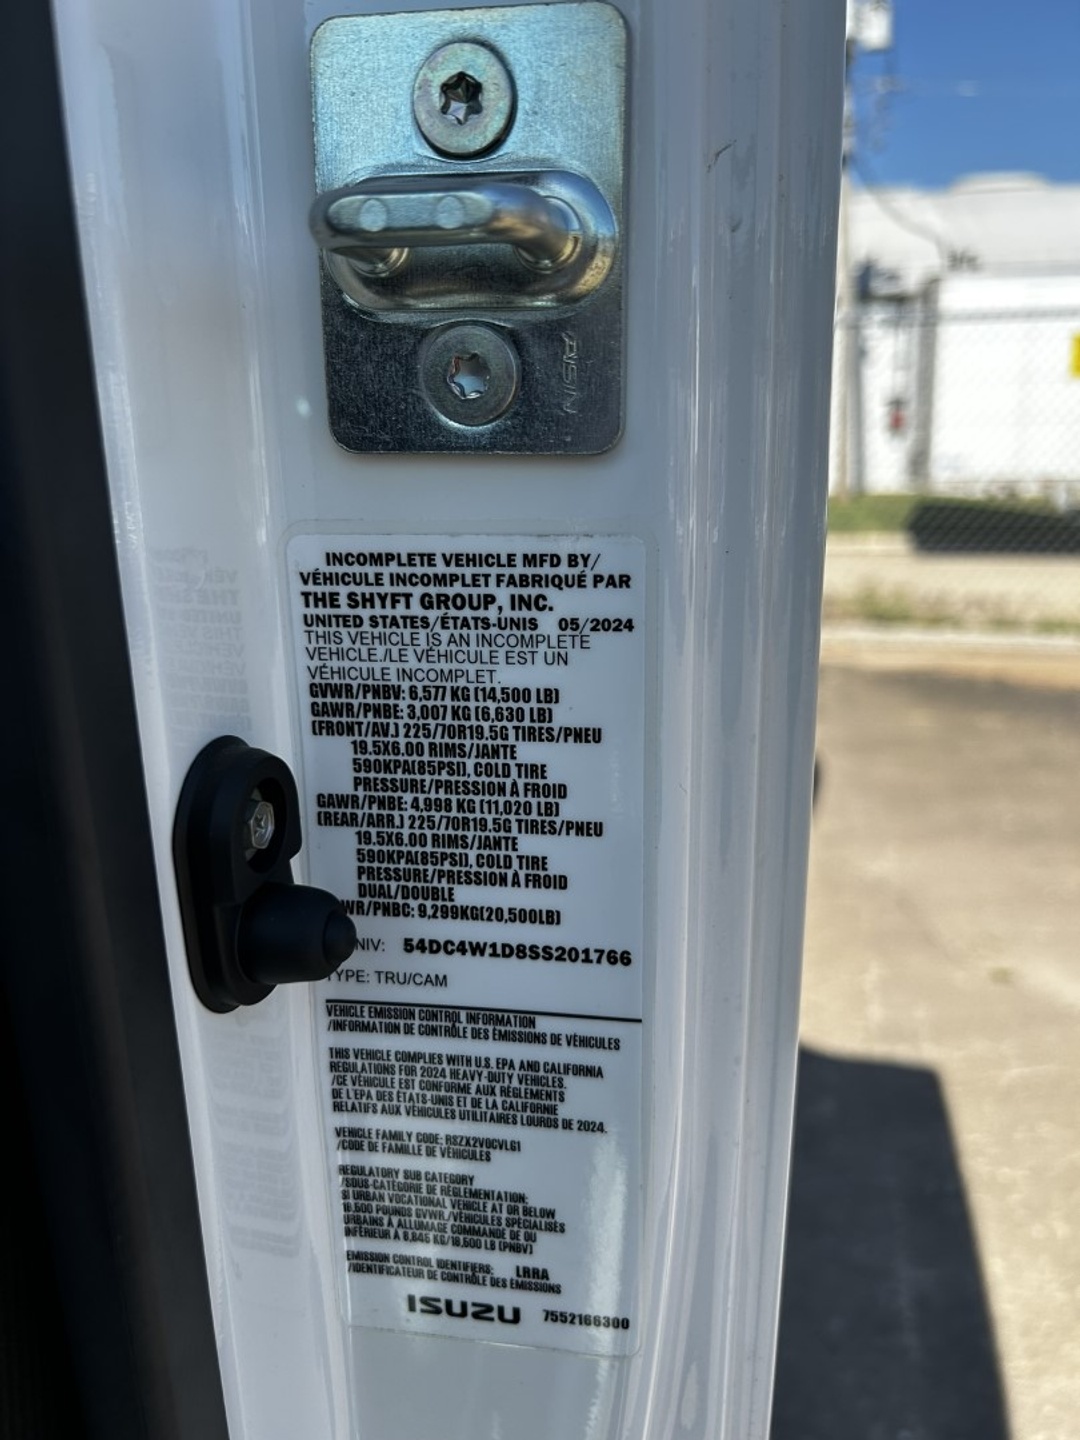 AISIN
INCOMPLETE VEHICLE MFD BY/
VÉHICULE INCOMPLET FABRIQUÉ PAR
THE SHYFT GROUP, INC.
UNITED STATES/ÉTATS-UNIS 05/2024
THIS VEHICLE IS AN INCOMPLETE
VEHICLE./LE VÉHICULE EST UN
VÉHICULE INCOMPLET.
GVWR/PNBV: 6,577 KG (14,500 LB)
GAWR/PNBE: 3,007 KG (6,630 LB)
(FRONT/AV.) 225/70R19.5G TIRES/PNEU
19.5X6.00 RIMS/JANTE
590KPA(85PSI), COLD TIRE
PRESSURE/PRESSION À FROID
GAWR/PNBE: 4,998 KG (11,020 LB)
(REAR/ARR.) 225/70R19.5G TIRES/PNEU
19.5X6.00 RIMS/JANTE
590KPA(85PSI), COLD TIRE
PRESSURE/PRESSION À FROID
DUAL/DOUBLE
WR/PNBC: 9,299KG(20,500LB)
NIV: 54DC4W1D8SS201766
TYPE: TRU/CAM
VEHICLE EMISSION CONTROL INFORMATION
/INFORMATION DE CONTRÔLE DES ÉMISSIONS DE VÉHICULES
THIS VEHICLE COMPLIES WITH U.S. EPA AND CALIFORNIA
REGULATIONS FOR 2024 HEAVY-DUTY VEHICLES.
/CE VÉHICULE EST CONFORME AUX RÈGLEMENTS
DE L'EPA DES ÉTATS-UNIS ET DE LA CALIFORNIE
RELATIFS AUX VÉHICULES UTILITAIRES LOURDS DE 2024.
VEHICLE FAMILY CODE: RSZX2VOCVLG1
/CODE DE FAMILLE DE VÉHICULES
REGULATORY SUB CATEGORY
/SOUS-CATÉGORIE DE RÈGLEMENTATION:
SI URBAN VOCATIONAL VEHICLE AT OR BELOW
19,500 POUNDS GVWR./VÉHICULES SPÉCIALISÉS
URBAINS À ALLUMAGE COMMANDÉ DE OU
INFÉRIEUR À 8,845 KG/19,500 LB (PNBV)
EMISSION CONTROL IDENTIFIERS: LRRA
/IDENTIFICATEUR DE CONTRÔLE DES ÉMISSIONS
ISUZU 7552166300